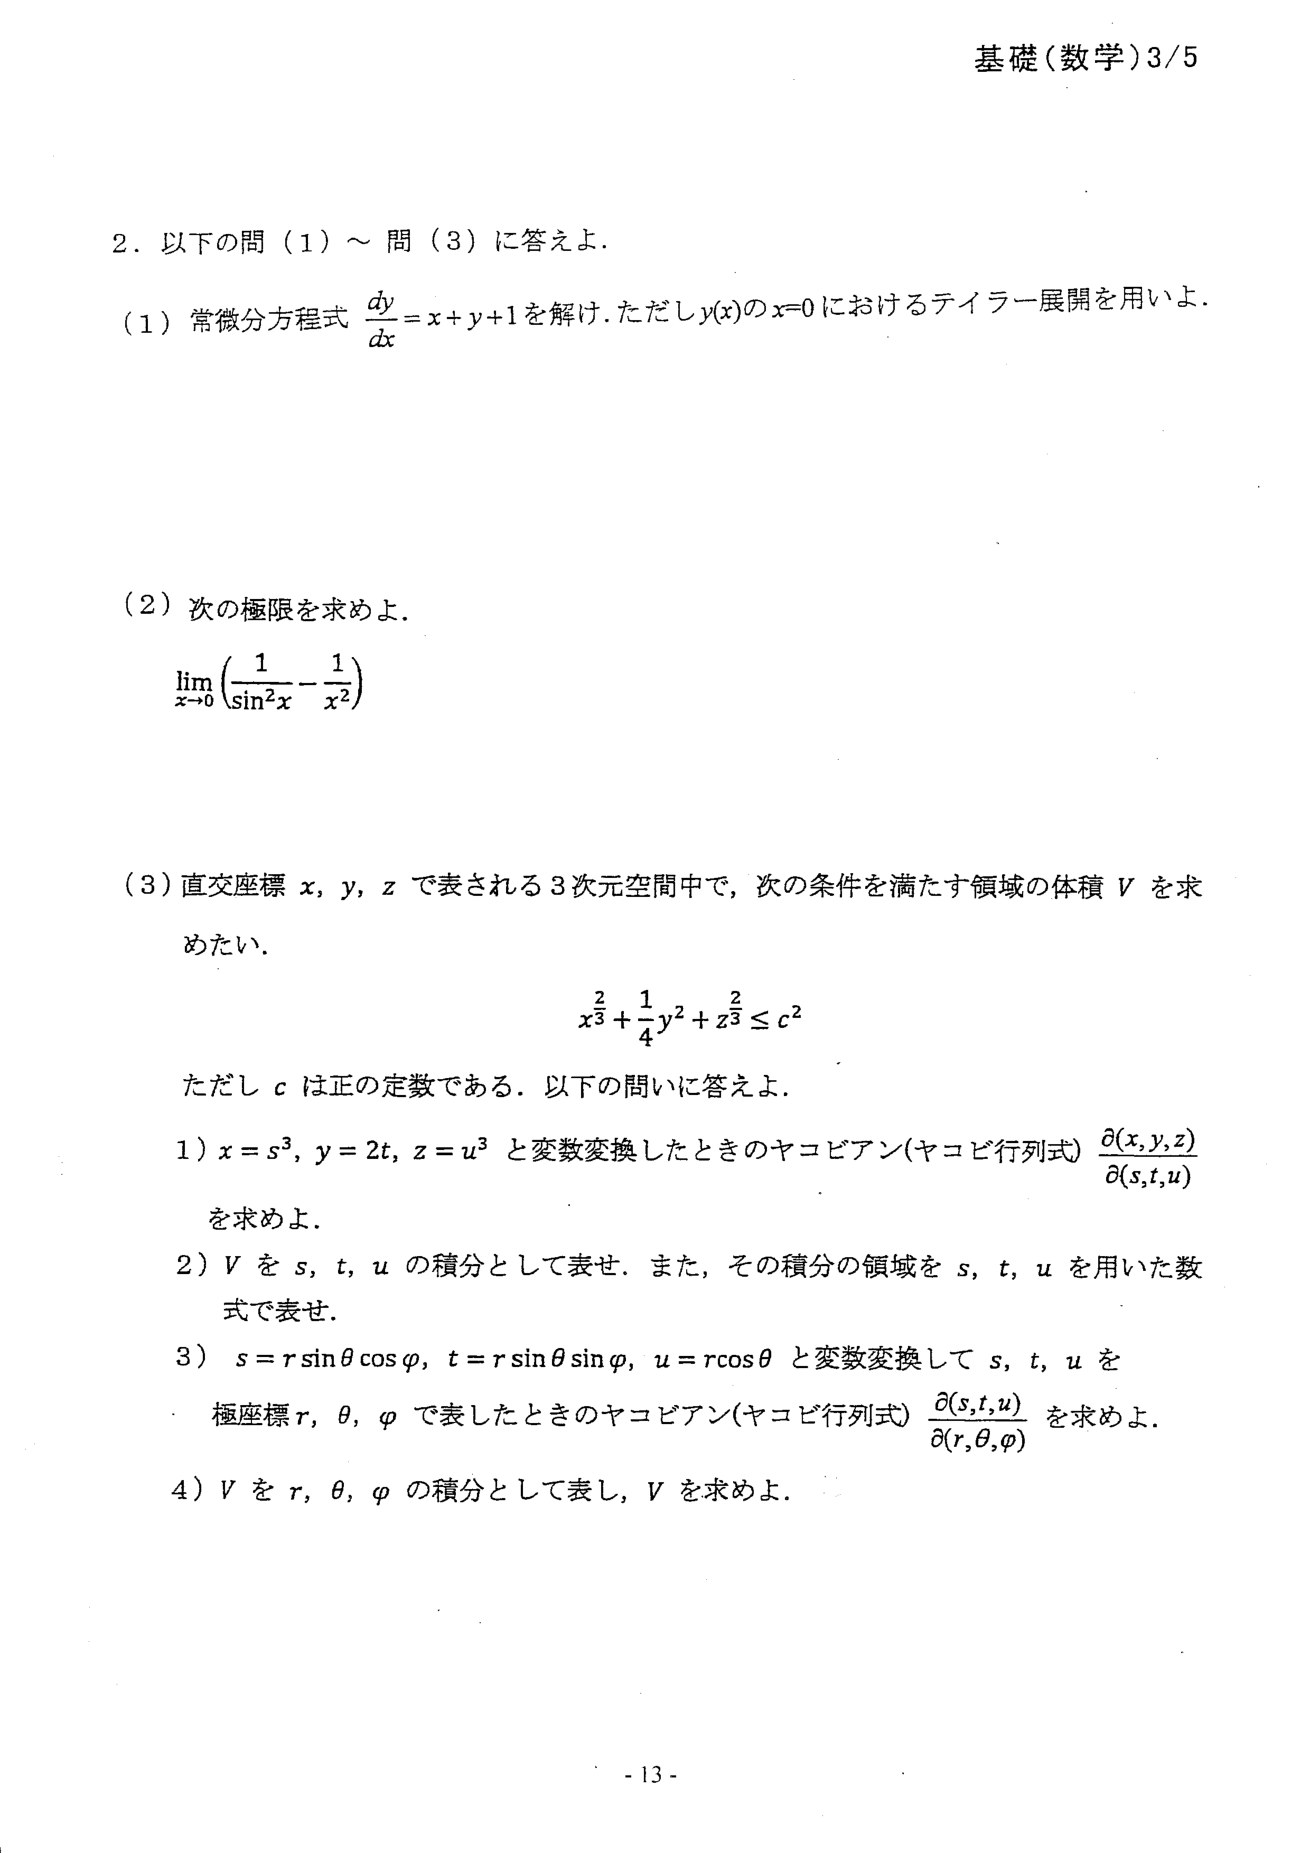 基礎(数学)3/5
2. 以下の問(1)～ 問(3)に答えよ.
(1) 常微分方程式 dy/dx = x + y + 1 を解け. ただし y(x)の x=0 におけるテイラー展開を用いよ.
(2) 次の極限を求めよ.
lim_{x→0} (1/sin²x − 1/x²)
(3) 直交座標 x, y, z で表される3次元空間中で, 次の条件を満たす領域の体積 V を求
めたい.
x^{2/3} + 1/4 y² + z^{2/3} ≤ c²
ただし c は正の定数である. 以下の問いに答えよ.
1) x = s³, y = 2t, z = u³ と変数変換したときのヤコビアン(ヤコビ行列式) ∂(x,y,z)/∂(s,t,u)
を求めよ.
2) V を s, t, u の積分として表せ. また, その積分の領域を s, t, u を用いた数
式で表せ.
3) s = r sinθ cosφ, t = r sinθ sinφ, u = rcosθ と変数変換して s, t, u を
極座標 r, θ, φ で表したときのヤコビアン(ヤコビ行列式) ∂(s,t,u)/∂(r,θ,φ) を求めよ.
4) V を r, θ, φ の積分として表し, V を求めよ.
- 13 -